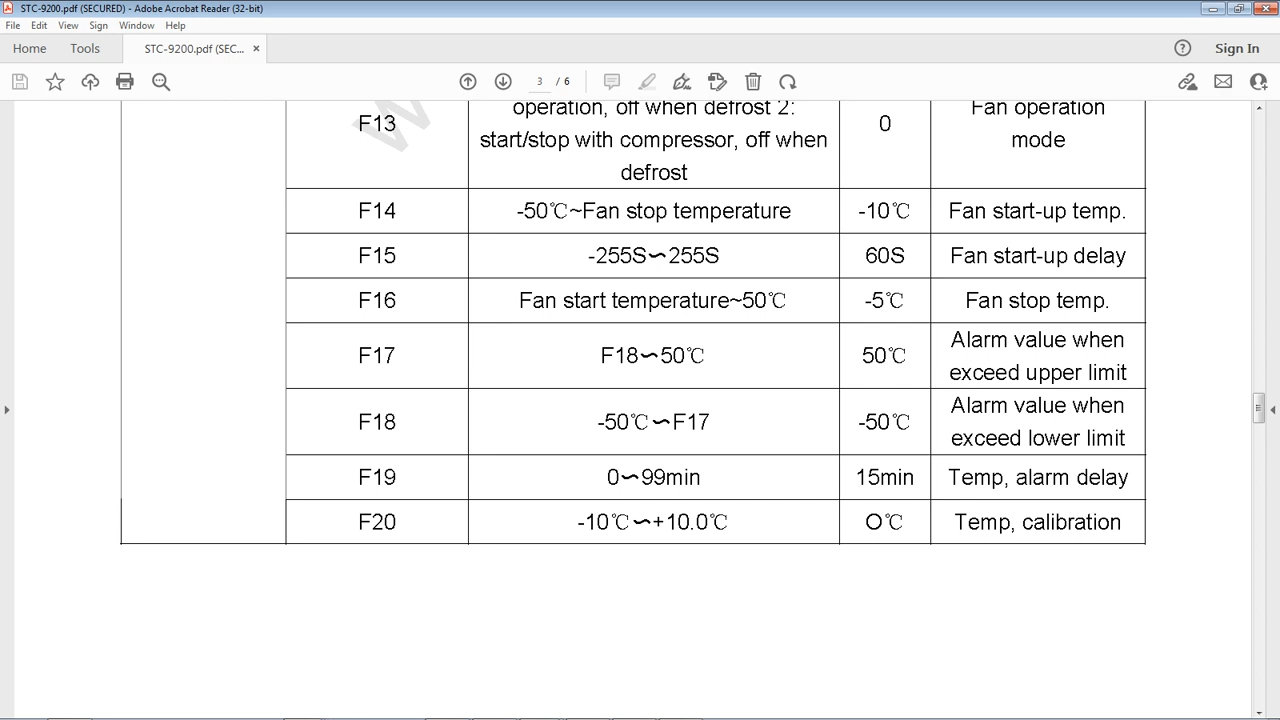 STC-9200.pdf (SECURED) - Adobe Acrobat Reader (32-bit)
File Edit View Sign Window Help
Home Tools STC-9200.pdf (SEC... × Sign In
3 / 6
W
F13 operation, off when defrost 2: start/stop with compressor, off when defrost 0 Fan operation mode
F14 -50℃~Fan stop temperature -10℃ Fan start-up temp.
F15 -255S∽255S 60S Fan start-up delay
F16 Fan start temperature~50℃ -5℃ Fan stop temp.
F17 F18∽50℃ 50℃ Alarm value when exceed upper limit
F18 -50℃∽F17 -50℃ Alarm value when exceed lower limit
F19 0∽99min 15min Temp, alarm delay
F20 -10℃∽+10.0℃ O℃ Temp, calibration